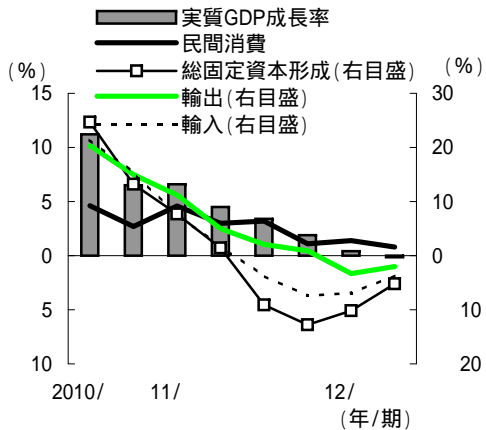 実質GDP成長率
民間消費
(%) 総固定資本形成(右目盛) (%)
輸出(右目盛)
輸入(右目盛)
15 30
10 20
5 10
0 0
5 10
10 20
2010/ 11/ 12/
(年/期)